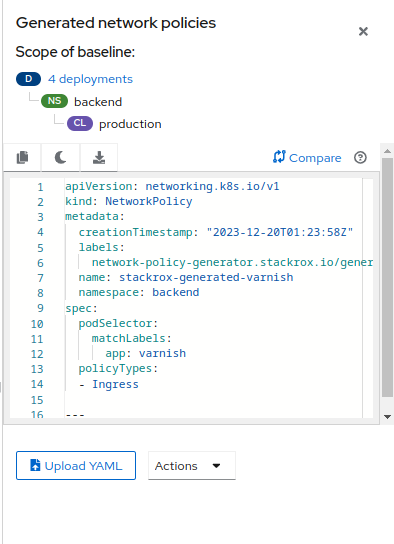 Generated network policies
Scope of baseline:
D 4 deployments
NS backend
CL production
Compare
1 apiVersion: networking.k8s.io/v1
2 kind: NetworkPolicy
3 metadata:
4 creationTimestamp: "2023-12-20T01:23:58Z"
5 labels:
6 network-policy-generator.stackrox.io/gener
7 name: stackrox-generated-varnish
8 namespace: backend
9 spec:
10 podSelector:
11 matchLabels:
12 app: varnish
13 policyTypes:
14 - Ingress
15
16 ---
Upload YAML Actions